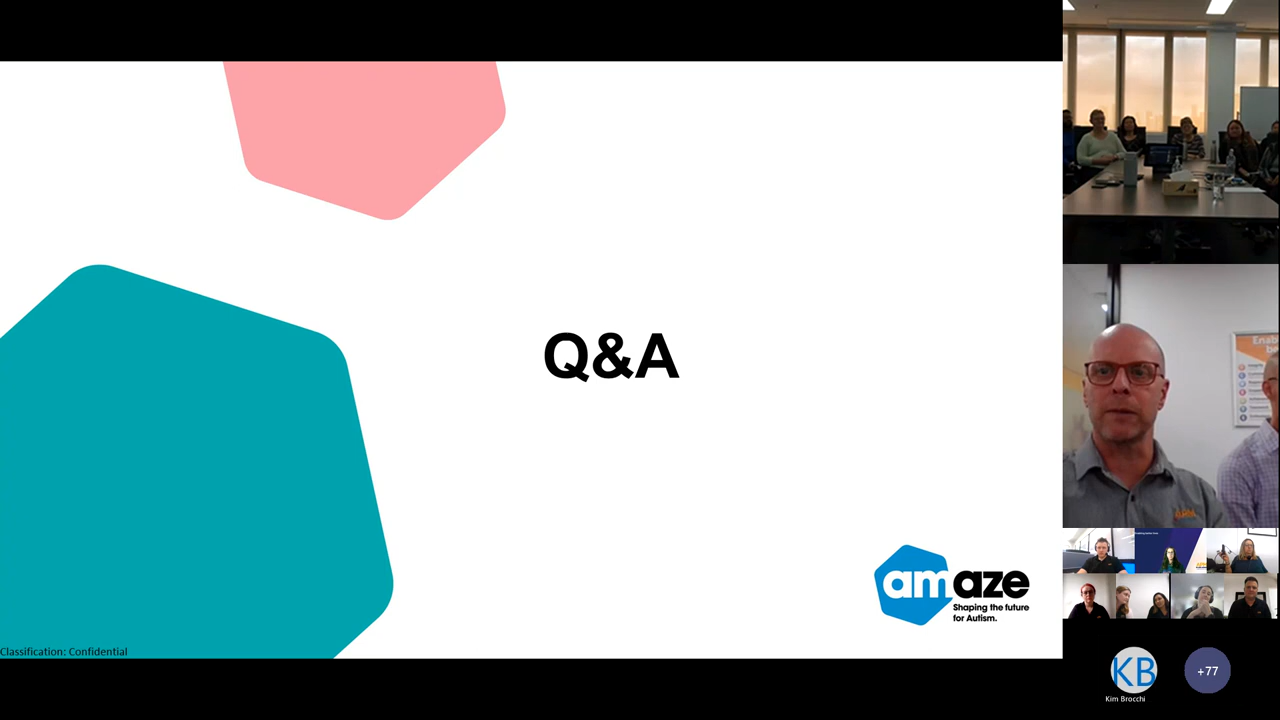 Q&A
amaze
Shaping the future
for Autism.
Classification: Confidential
KB
Kim Brocchi
+77